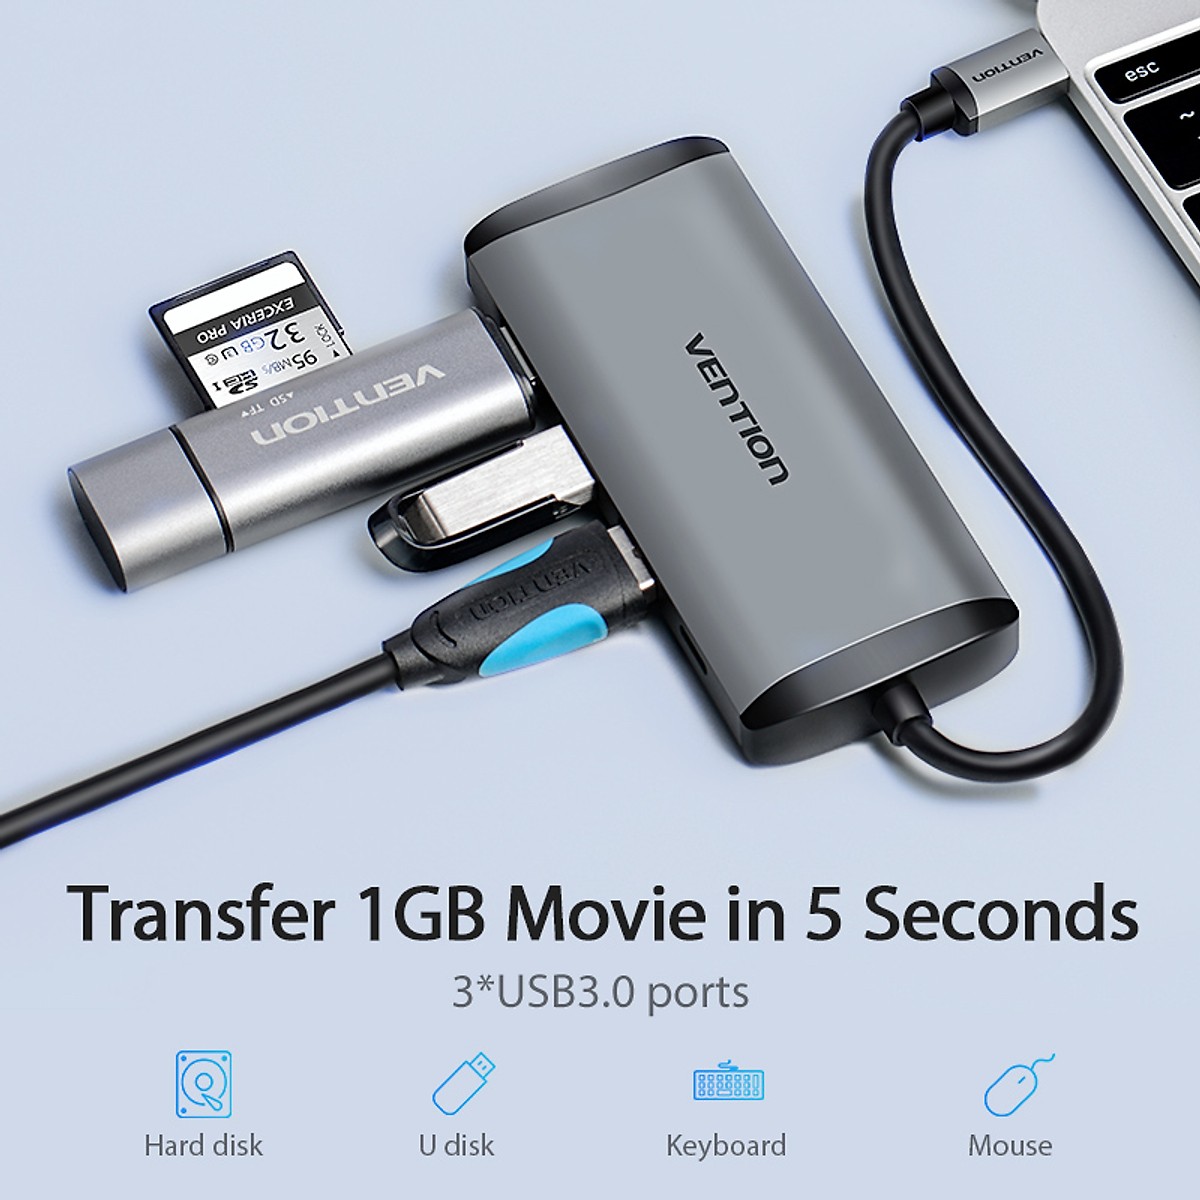 VENTION
esc
~
EXCERIA PRO
32GB U I
LOCK
95MB/s
SD TF
VENTION
VENTION
VENTION
Transfer 1GB Movie in 5 Seconds
3*USB3.0 ports
Hard disk
U disk
Keyboard
Mouse